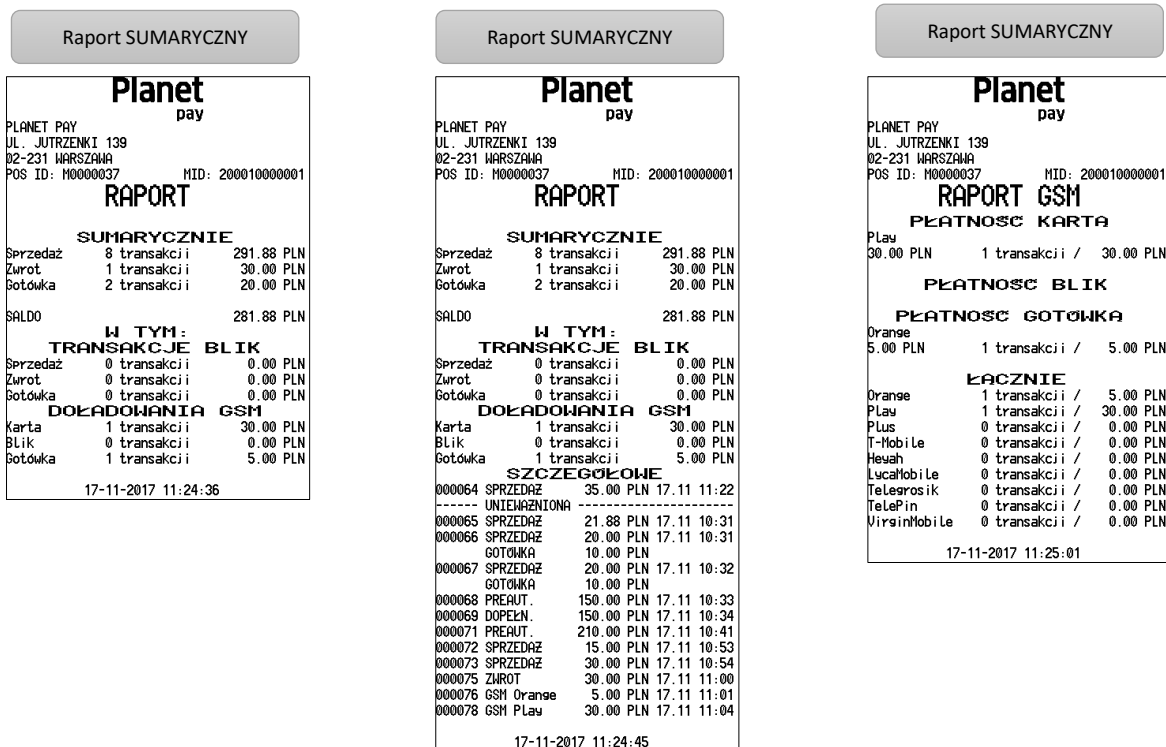 Raport SUMARYCZNY
Planet
pay
PLANET PAY
UL. JUTRZENKI 139
02-231 WARSZAWA
POS ID: M0000037 MID: 200010000001
RAPORT
SUMARYCZNIE
Sprzedaż 8 transakcji 291.88 PLN
Zwrot 1 transakcji 30.00 PLN
Gotówka 2 transakcji 20.00 PLN
SALDO 281.88 PLN
W TYM:
TRANSAKCJE BLIK
Sprzedaż 0 transakcji 0.00 PLN
Zwrot 0 transakcji 0.00 PLN
Gotówka 0 transakcji 0.00 PLN
DOŁADOWANIA GSM
Karta 1 transakcji 30.00 PLN
Blik 0 transakcji 0.00 PLN
Gotówka 1 transakcji 5.00 PLN
17-11-2017 11:24:36
Raport SUMARYCZNY
Planet
pay
PLANET PAY
UL. JUTRZENKI 139
02-231 WARSZAWA
POS ID: M0000037 MID: 200010000001
RAPORT
SUMARYCZNIE
Sprzedaż 8 transakcji 291.88 PLN
Zwrot 1 transakcji 30.00 PLN
Gotówka 2 transakcji 20.00 PLN
SALDO 281.88 PLN
W TYM:
TRANSAKCJE BLIK
Sprzedaż 0 transakcji 0.00 PLN
Zwrot 0 transakcji 0.00 PLN
Gotówka 0 transakcji 0.00 PLN
DOŁADOWANIA GSM
Karta 1 transakcji 30.00 PLN
Blik 0 transakcji 0.00 PLN
Gotówka 1 transakcji 5.00 PLN
SZCZEGÓŁOWE
000064 SPRZEDAŻ 35.00 PLN 17.11 11:22
------ UNIEWAŻNIONA ----------------------
000065 SPRZEDAŻ 21.88 PLN 17.11 10:31
000066 SPRZEDAŻ 20.00 PLN 17.11 10:31
GOTÓWKA 10.00 PLN
000067 SPRZEDAŻ 20.00 PLN 17.11 10:32
GOTÓWKA 10.00 PLN
000068 PREAUT. 150.00 PLN 17.11 10:33
000069 DOPEŁN. 150.00 PLN 17.11 10:34
000071 PREAUT. 210.00 PLN 17.11 10:41
000072 SPRZEDAŻ 15.00 PLN 17.11 10:53
000073 SPRZEDAŻ 30.00 PLN 17.11 10:54
000075 ZWROT 30.00 PLN 17.11 11:00
000076 GSM Orange 5.00 PLN 17.11 11:01
000078 GSM Play 30.00 PLN 17.11 11:04
17-11-2017 11:24:45
Raport SUMARYCZNY
Planet
pay
PLANET PAY
UL. JUTRZENKI 139
02-231 WARSZAWA
POS ID: M0000037 MID: 200010000001
RAPORT GSM
PŁATNOŚĆ KARTĄ
Play
30.00 PLN 1 transakcji / 30.00 PLN
PŁATNOŚĆ BLIK
PŁATNOŚĆ GOTÓWKĄ
Orange
5.00 PLN 1 transakcji / 5.00 PLN
ŁĄCZNIE
Orange 1 transakcji / 5.00 PLN
Play 1 transakcji / 30.00 PLN
Plus 0 transakcji / 0.00 PLN
T-Mobile 0 transakcji / 0.00 PLN
Heyah 0 transakcji / 0.00 PLN
LycaMobile 0 transakcji / 0.00 PLN
Telegrosik 0 transakcji / 0.00 PLN
TelePin 0 transakcji / 0.00 PLN
VirginMobile 0 transakcji / 0.00 PLN
17-11-2017 11:25:01